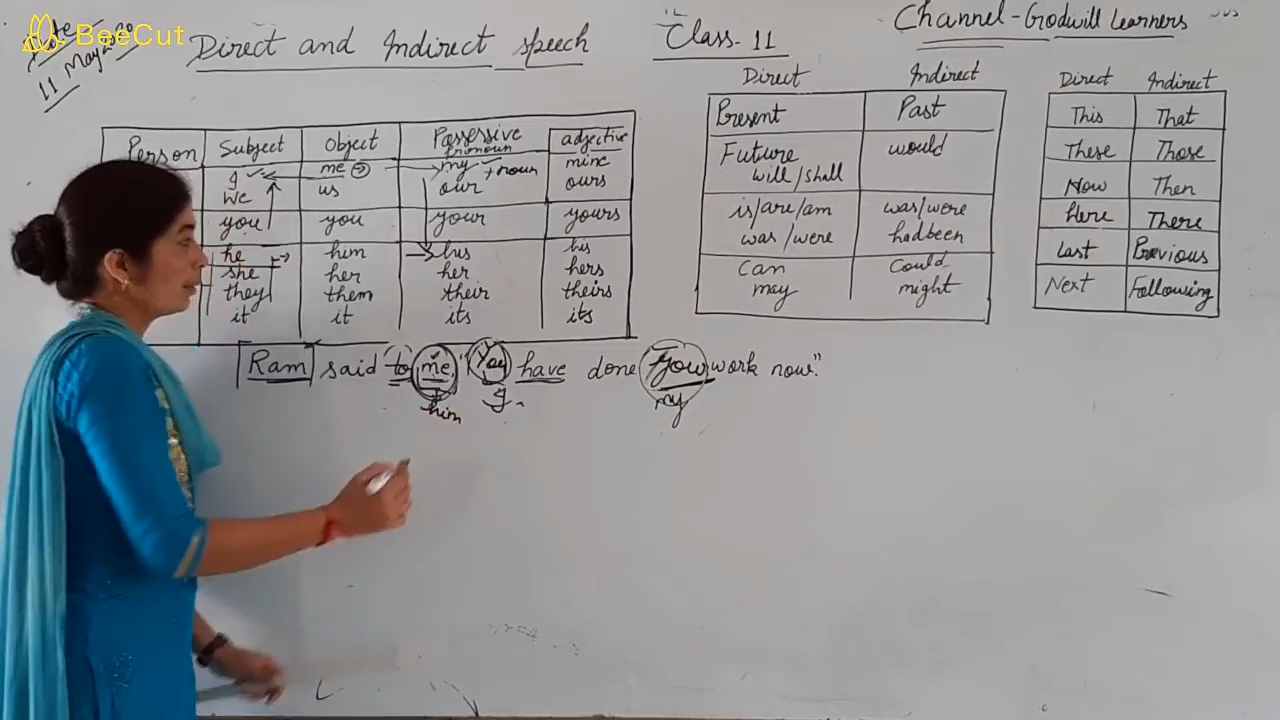 BeeCut
Date
11 May 2020
Direct and Indirect speech
Class-11
Channel-Godwill Learners
Person Subject Object Possessive pronoun adjective
I me my + noun mine
we us our ours
you you your yours
he him his his
she her her hers
they them their theirs
it it its its
Direct Indirect
Present Past
Future would
will/shall
is/are/am was/were
was/were had been
can could
may might
Direct Indirect
This That
These Those
Now Then
Here There
Last Previous
Next Following
Ram said to me, "You have done your work now."
him I my